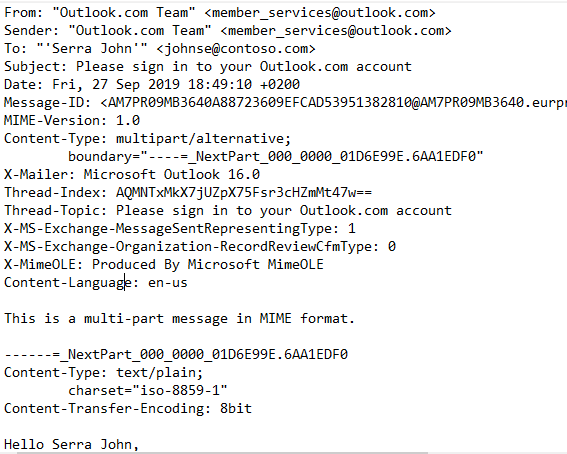 From: "Outlook.com Team" <member_services@outlook.com>
Sender: "Outlook.com Team" <member_services@outlook.com>
To: "'Serra John'" <johnse@contoso.com>
Subject: Please sign in to your Outlook.com account
Date: Fri, 27 Sep 2019 18:49:10 +0200
Message-ID: <AM7PR09MB3640A88723609EFCAD53951382810@AM7PR09MB3640.eurpr
MIME-Version: 1.0
Content-Type: multipart/alternative;
boundary="----=_NextPart_000_0000_01D6E99E.6AA1EDF0"
X-Mailer: Microsoft Outlook 16.0
Thread-Index: AQMNTxMkX7jUZpX75Fsr3cHZmMt47w==
Thread-Topic: Please sign in to your Outlook.com account
X-MS-Exchange-MessageSentRepresentingType: 1
X-MS-Exchange-Organization-RecordReviewCfmType: 0
X-MimeOLE: Produced By Microsoft MimeOLE
Content-Language: en-us
This is a multi-part message in MIME format.
------=_NextPart_000_0000_01D6E99E.6AA1EDF0
Content-Type: text/plain;
charset="iso-8859-1"
Content-Transfer-Encoding: 8bit
Hello Serra John,